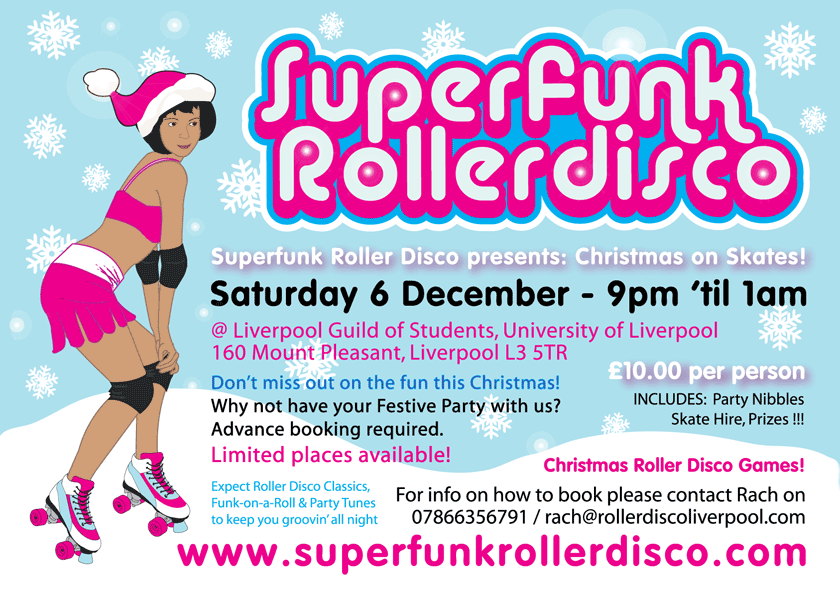 Superfunk
Rollerdisco
Superfunk Roller Disco presents: Christmas on Skates!
Saturday 6 December - 9pm ’til 1am
@ Liverpool Guild of Students, University of Liverpool
160 Mount Pleasant, Liverpool L3 5TR
£10.00 per person
Don’t miss out on the fun this Christmas!
INCLUDES: Party Nibbles
Skate Hire, Prizes !!!
Why not have your Festive Party with us?
Advance booking required.
Limited places available!
Christmas Roller Disco Games!
Expect Roller Disco Classics,
Funk-on-a-Roll & Party Tunes
to keep you groovin’ all night
For info on how to book please contact Rach on
07866356791 / rach@rollerdiscoliverpool.com
www.superfunkrollerdisco.com